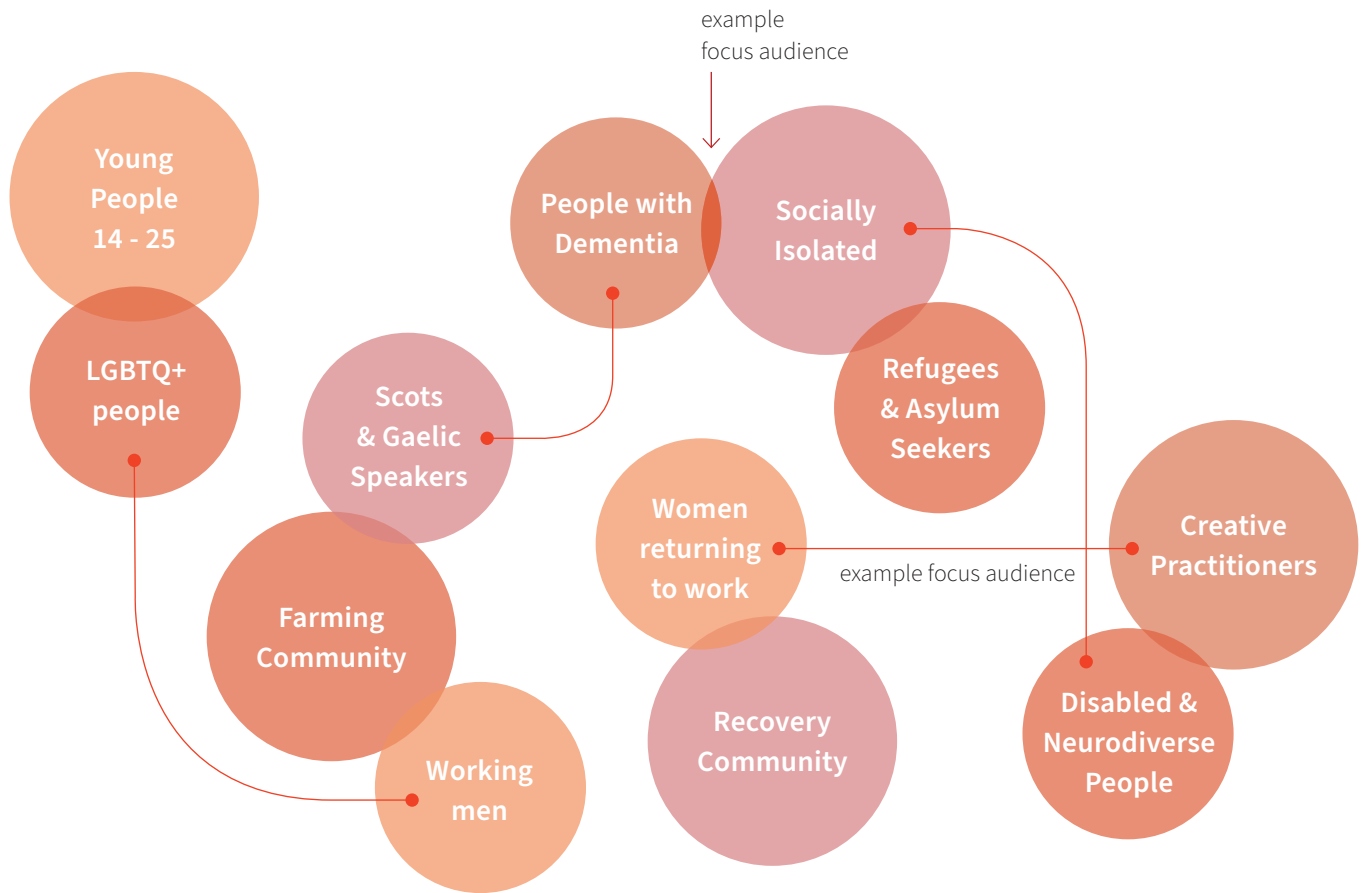 example
focus audience
Young
People
14 - 25
People with
Dementia
Socially
Isolated
LGBTQ+
people
Scots
& Gaelic
Speakers
Refugees
& Asylum
Seekers
Women
returning
to work
example focus audience
Creative
Practitioners
Farming
Community
Recovery
Community
Disabled &
Neurodiverse
People
Working
men